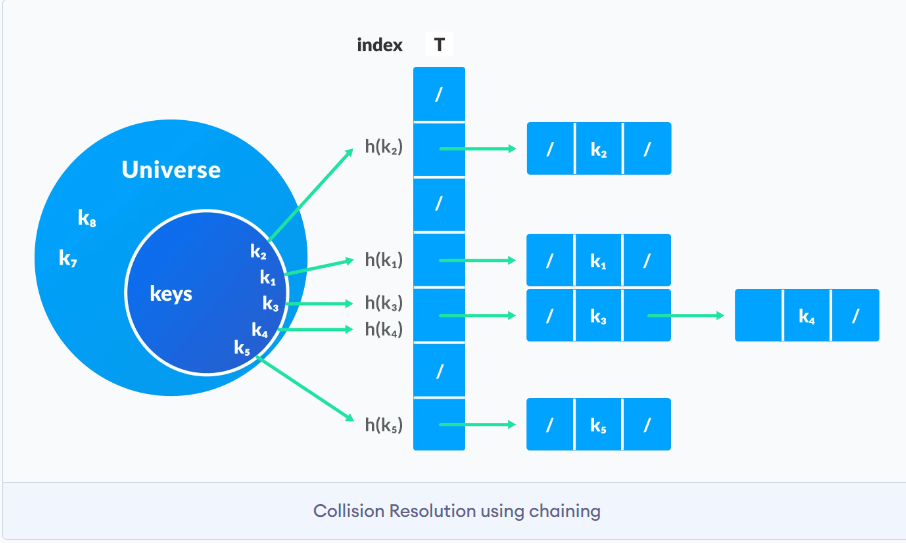 index T
/
h(k₂) / k₂ /
Universe
k₈
/
k₇
k₂
h(k₁) / k₁ /
k₁
keys
k₃
h(k₃)
/ k₃ k₄ /
k₄
h(k₄)
k₅
/
h(k₅) / k₅ /
Collision Resolution using chaining